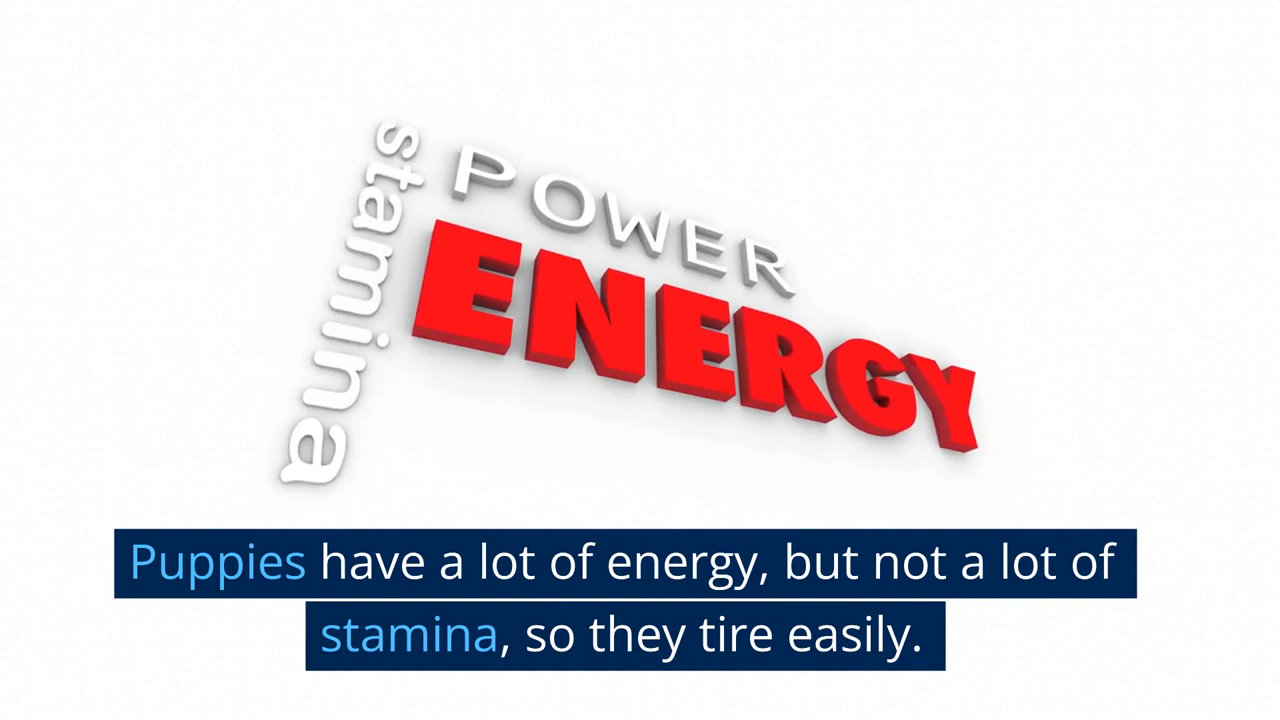 stamina
POWER
ENERGY
Puppies have a lot of energy, but not a lot of
stamina, so they tire easily.